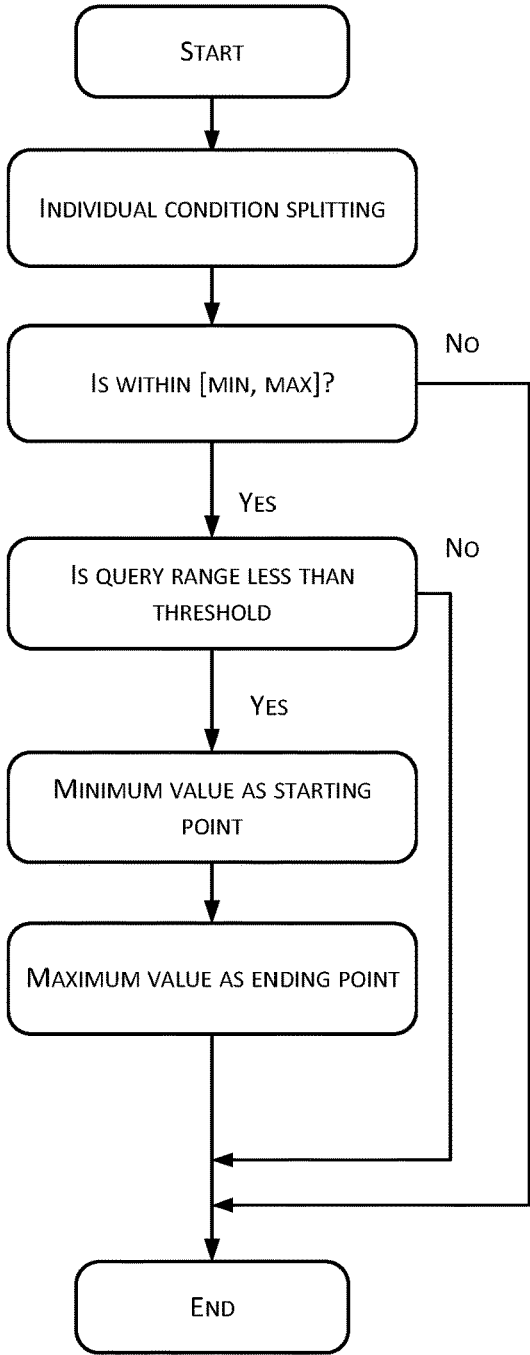 START
INDIVIDUAL CONDITION SPLITTING
NO
IS WITHIN [MIN, MAX]?
YES
NO
IS QUERY RANGE LESS THAN
THRESHOLD
YES
MINIMUM VALUE AS STARTING
POINT
MAXIMUM VALUE AS ENDING POINT
END